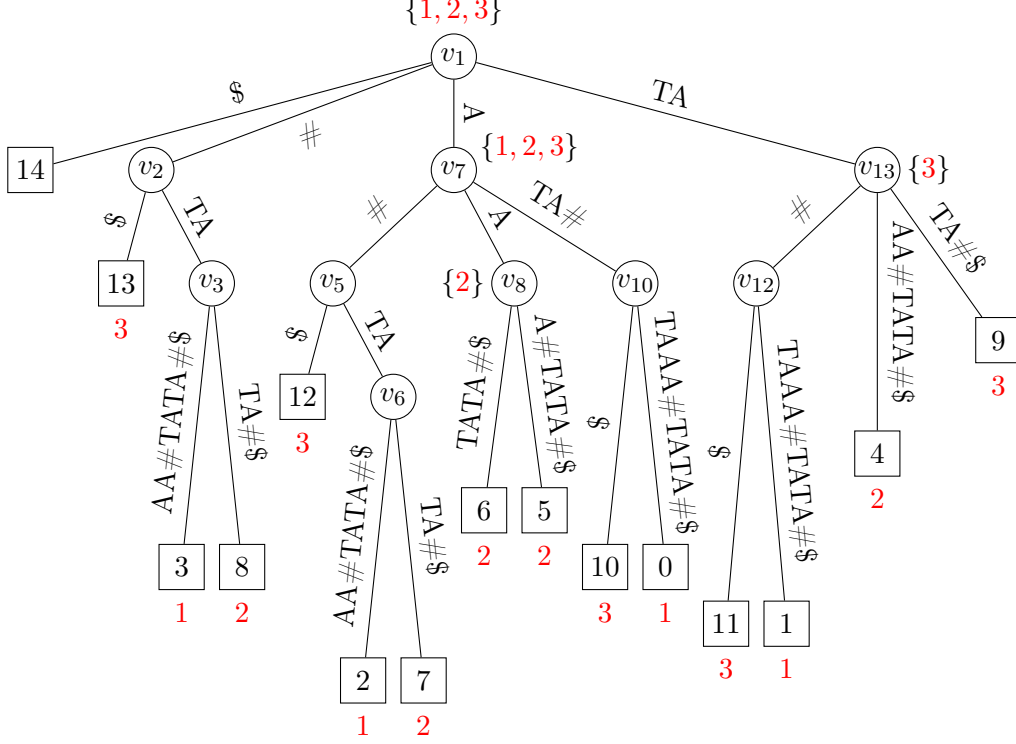 {1, 2, 3}
v1
$
#
A
TA
14
v2
v7
{1, 2, 3}
v13
{3}
$
TA
#
A
TA#
#
AA#TATA#$
TA#$
13
3
v3
v5
{2}
v8
v10
v12
9
3
AA#TATA#$
TA#$
$
TA
TATA#$
A#TATA#$
$
TAAA#TATA#$
$
TAAA#TATA#$
12
3
v6
4
2
AA#TATA#$
TA#$
6
2
5
2
3
1
8
2
10
3
0
1
11
3
1
1
2
1
7
2